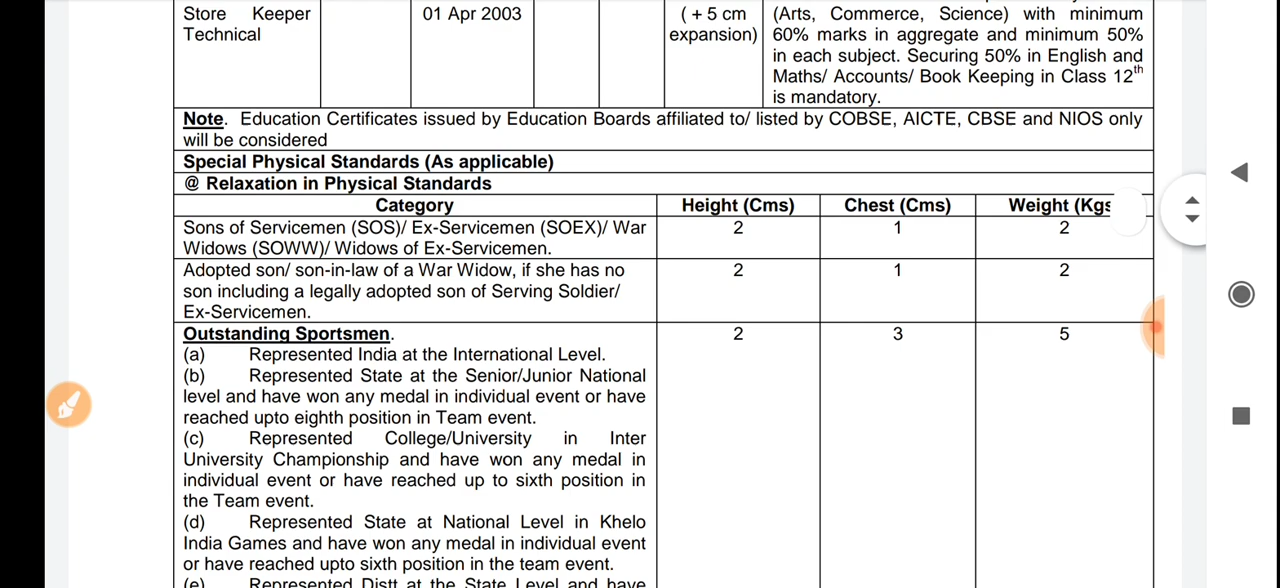 Store Keeper
Technical
01 Apr 2003
( + 5 cm
expansion)
(Arts, Commerce, Science) with minimum
60% marks in aggregate and minimum 50%
in each subject. Securing 50% in English and
Maths/ Accounts/ Book Keeping in Class 12th
is mandatory.
Note. Education Certificates issued by Education Boards affiliated to/ listed by COBSE, AICTE, CBSE and NIOS only
will be considered
Special Physical Standards (As applicable)
@ Relaxation in Physical Standards
Category Height (Cms) Chest (Cms) Weight (Kgs
Sons of Servicemen (SOS)/ Ex-Servicemen (SOEX)/ War 2 1 2
Widows (SOWW)/ Widows of Ex-Servicemen.
Adopted son/ son-in-law of a War Widow, if she has no 2 1 2
son including a legally adopted son of Serving Soldier/
Ex-Servicemen.
Outstanding Sportsmen. 2 3 5
(a) Represented India at the International Level.
(b) Represented State at the Senior/Junior National
level and have won any medal in individual event or have
reached upto eighth position in Team event.
(c) Represented College/University in Inter
University Championship and have won any medal in
individual event or have reached up to sixth position in
the Team event.
(d) Represented State at National Level in Khelo
India Games and have won any medal in individual event
or have reached upto sixth position in the team event.
(e) Represented Distt at the State Level and have